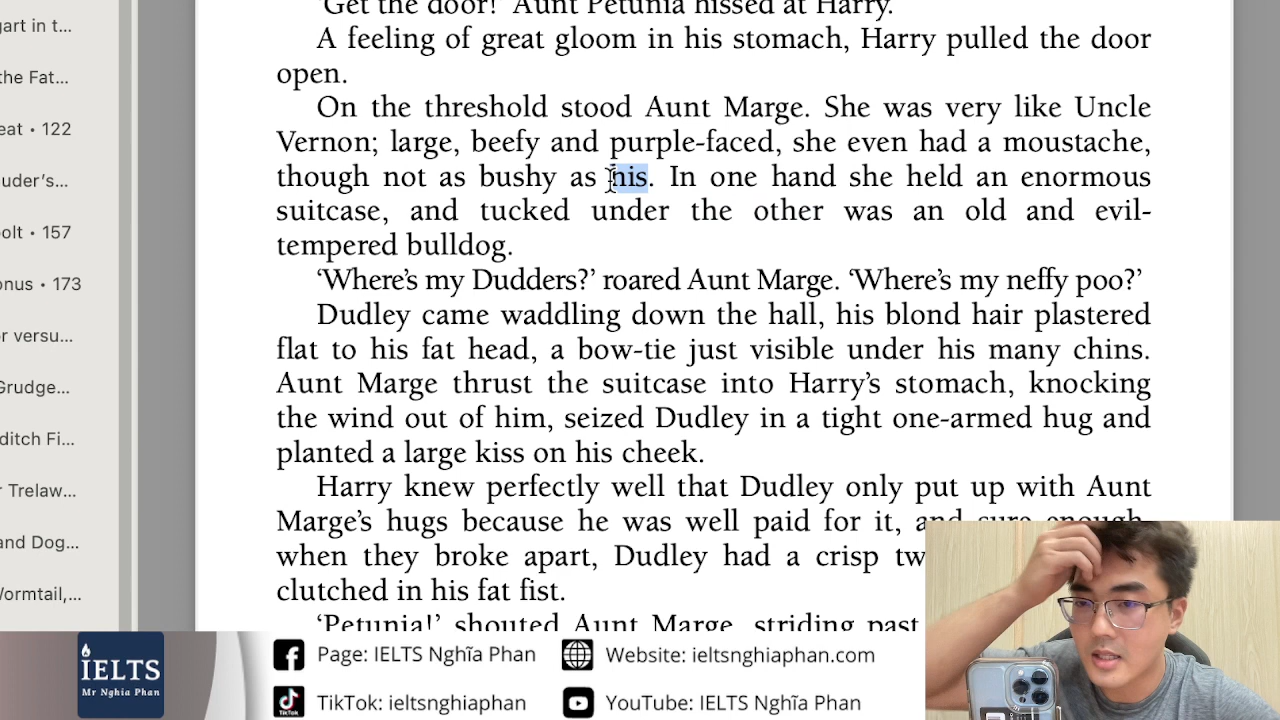 gart in t...
the Fat...
eat • 122
uder's...
olt • 157
onus • 173
or versu...
Grudge...
ditch Fi...
r Trelaw...
and Dog...
Wormtail,...
'Get the door!' Aunt Petunia hissed at Harry.
A feeling of great gloom in his stomach, Harry pulled the door
open.
On the threshold stood Aunt Marge. She was very like Uncle
Vernon; large, beefy and purple-faced, she even had a moustache,
though not as bushy as his. In one hand she held an enormous
suitcase, and tucked under the other was an old and evil-
tempered bulldog.
'Where's my Dudders?' roared Aunt Marge. 'Where's my neffy poo?'
Dudley came waddling down the hall, his blond hair plastered
flat to his fat head, a bow-tie just visible under his many chins.
Aunt Marge thrust the suitcase into Harry's stomach, knocking
the wind out of him, seized Dudley in a tight one-armed hug and
planted a large kiss on his cheek.
Harry knew perfectly well that Dudley only put up with Aunt
Marge's hugs because he was well paid for it, and sure enough,
when they broke apart, Dudley had a crisp tw
clutched in his fat fist.
'Petunia!' shouted Aunt Marge, striding past
IELTS
Mr Nghia Phan
Page: IELTS Nghĩa Phan
Website: ieltsnghiaphan.com
TikTok: ieltsnghiaphan
YouTube: IELTS Nghĩa Phan